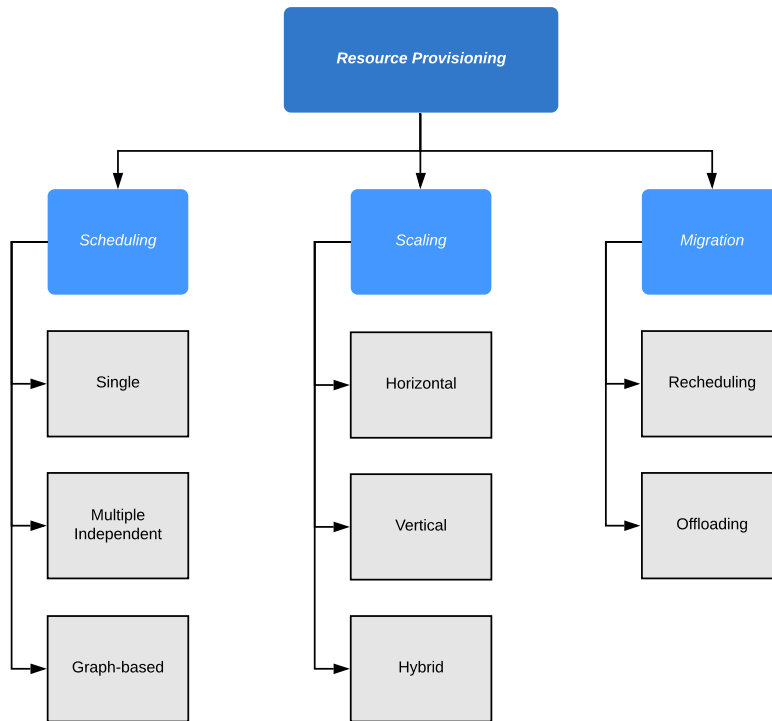 Resource Provisioning
Scheduling
Scaling
Migration
Single
Horizontal
Recheduling
Multiple
Independent
Vertical
Offloading
Graph-based
Hybrid